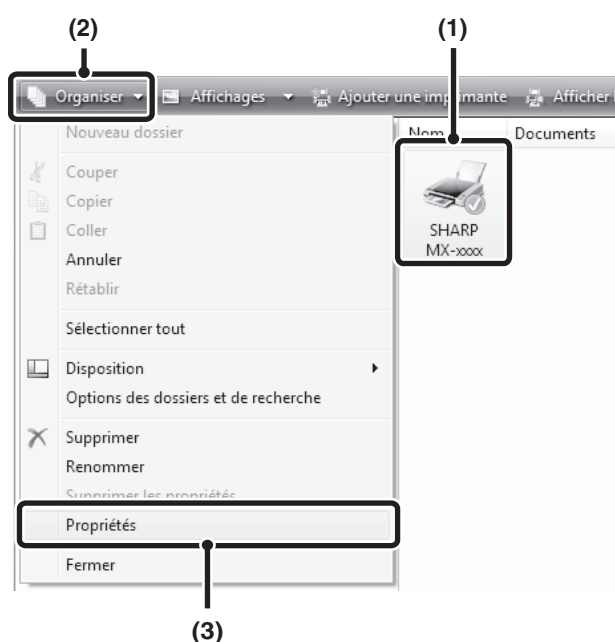 (2) (1)
Organiser Affichages Ajouter une imprimante Afficher
Nouveau dossier
Nom Documents
Couper
Copier
Coller
Annuler
Rétablir
Sélectionner tout
Disposition
Options des dossiers et de recherche
Supprimer
Renommer
Supprimer les propriétés
Propriétés
Fermer
SHARP
MX-xxxx
(3)